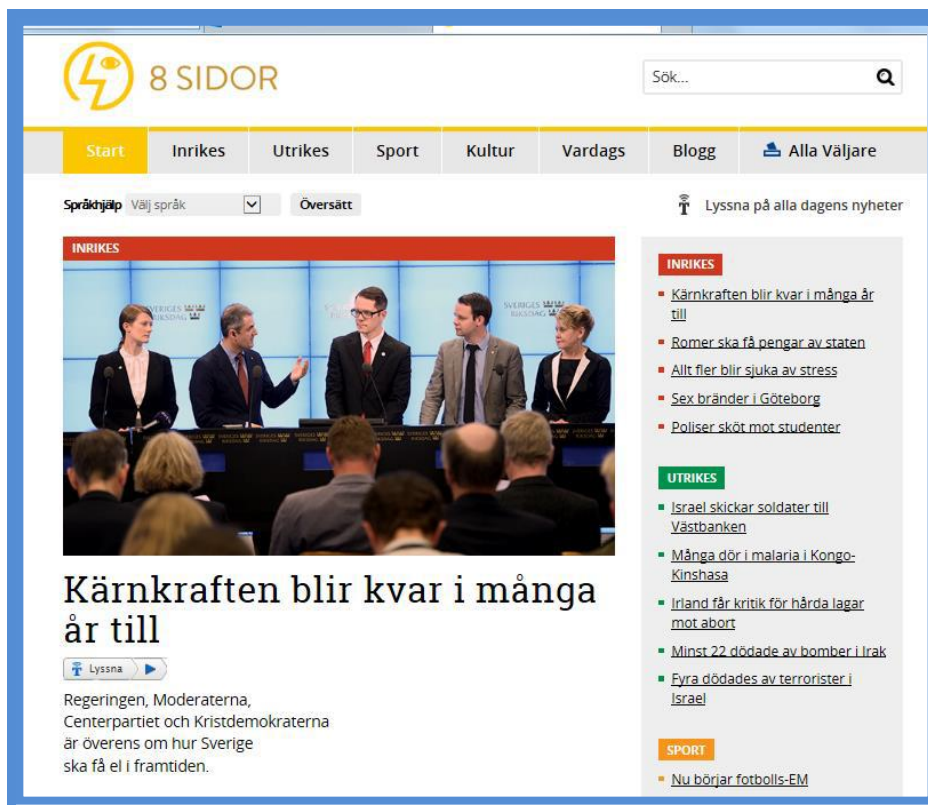 8 SIDOR
Sök...
Start Inrikes Utrikes Sport Kultur Vardags Blogg Alla Väljare
Språkhjälp Välj språk Översätt Lyssna på alla dagens nyheter
INRIKES
SVERIGES
RIKSDAG
SVERIGES
RIKSDAG
Kärnkraften blir kvar i många
år till
Lyssna
Regeringen, Moderaterna,
Centerpartiet och Kristdemokraterna
är överens om hur Sverige
ska få el i framtiden.
INRIKES
Kärnkraften blir kvar i många år
till
Romer ska få pengar av staten
Allt fler blir sjuka av stress
Sex bränder i Göteborg
Poliser sköt mot studenter
UTRIKES
Israel skickar soldater till
Västbanken
Många dör i malaria i Kongo-
Kinshasa
Irland får kritik för hårda lagar
mot abort
Minst 22 dödade av bomber i Irak
Fyra dödades av terrorister i
Israel
SPORT
Nu börjar fotbolls-EM